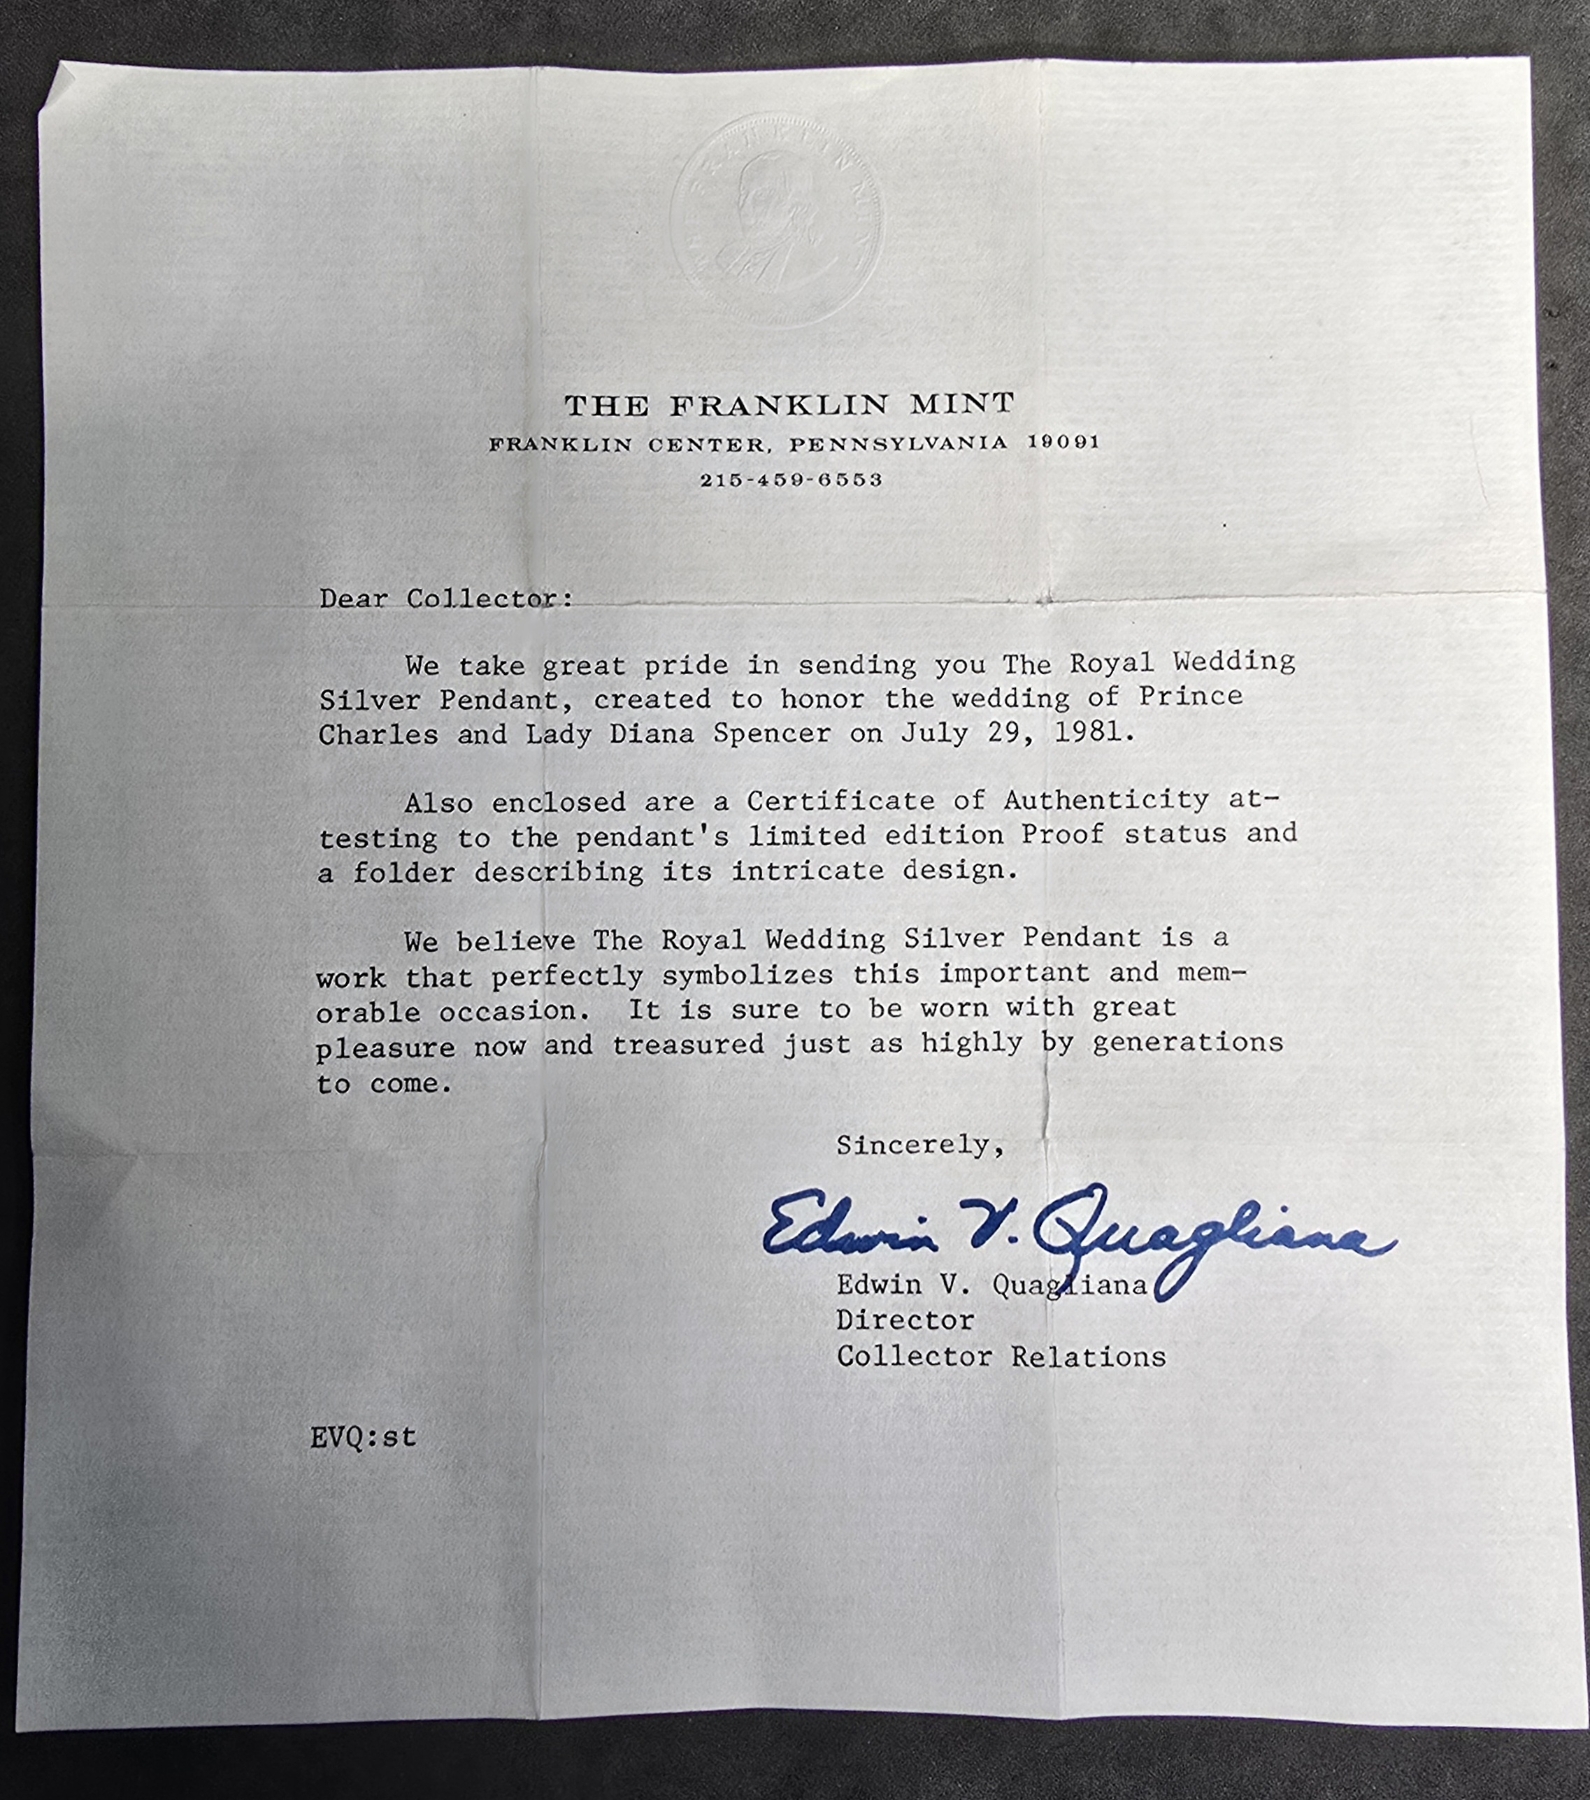 THE FRANKLIN MINT
THE FRANKLIN MINT
FRANKLIN CENTER, PENNSYLVANIA 19091
215-459-6553
Dear Collector:
We take great pride in sending you The Royal Wedding
Silver Pendant, created to honor the wedding of Prince
Charles and Lady Diana Spencer on July 29, 1981.
Also enclosed are a Certificate of Authenticity at-
testing to the pendant's limited edition Proof status and
a folder describing its intricate design.
We believe The Royal Wedding Silver Pendant is a
work that perfectly symbolizes this important and mem-
orable occasion.  It is sure to be worn with great
pleasure now and treasured just as highly by generations
to come.
Sincerely,
Edwin V. Quagliana
Edwin V. Quagliana
Director
Collector Relations
EVQ:st